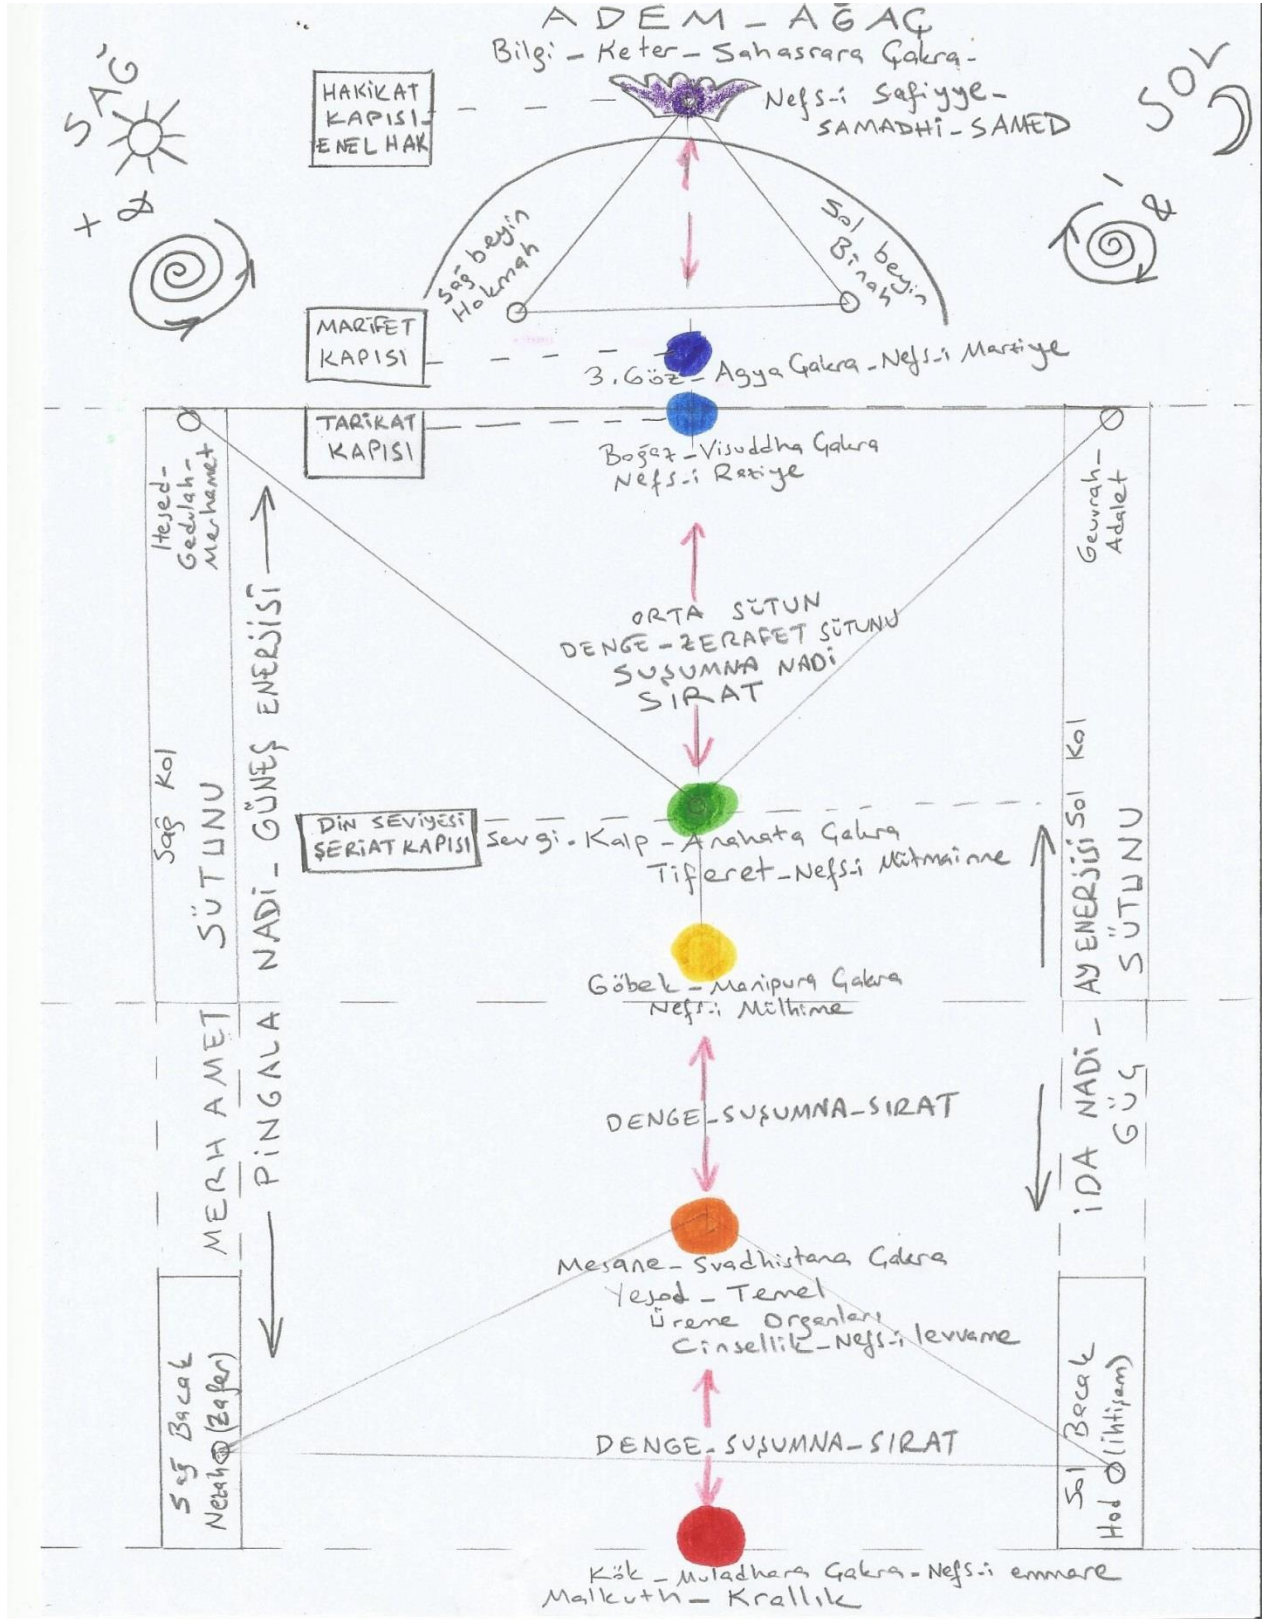 ADEM - AĞAÇ
Bilgi - Keter - Sahasrara Çakra -
Nefs-i Safiyye -
SAMADHİ - SAMED
SAĞ
SOL
HAKİKAT
KAPISI -
ENEL HAK
+ &
- &
Sağ beyin
Hokmah
Sol beyin
Binah
MARİFET
KAPISI
3. Göz - Agya Çakra - Nefs-i Marziye
TARİKAT
KAPISI
Boğaz - Visuddha Çakra
Nefs-i Raziye
Hesed -
Gedulah -
Merhamet
Gevurah -
Adalet
ORTA SÜTUN
DENGE - ZERAFET SÜTUNU
SUŞUMNA NADİ
SIRAT
Sağ Kol
MERHAMET SÜTUNU
PİNGALA NADİ - GÜNEŞ ENERJİSİ
Sol Kol
İDA NADİ - AY ENERJİSİ
GÜÇ SÜTUNU
DİN SEVİYESİ
ŞERİAT KAPISI
Sevgi - Kalp - Anahata Çakra
Tiferet - Nefs-i Mütmainne
Göbek - Manipura Çakra
Nefs-i Mülhime
DENGE - SUŞUMNA - SIRAT
Mesane - Svadhistana Çakra
Yesod - Temel
Üreme Organları
Cinsellik - Nefs-i levvame
Sağ Bacak
Nezah (Zafer)
Sol Bacak
Hod (ihtişam)
DENGE - SUŞUMNA - SIRAT
Kök - Muladhara Çakra - Nefs-i emmare
Malkuth - Krallık